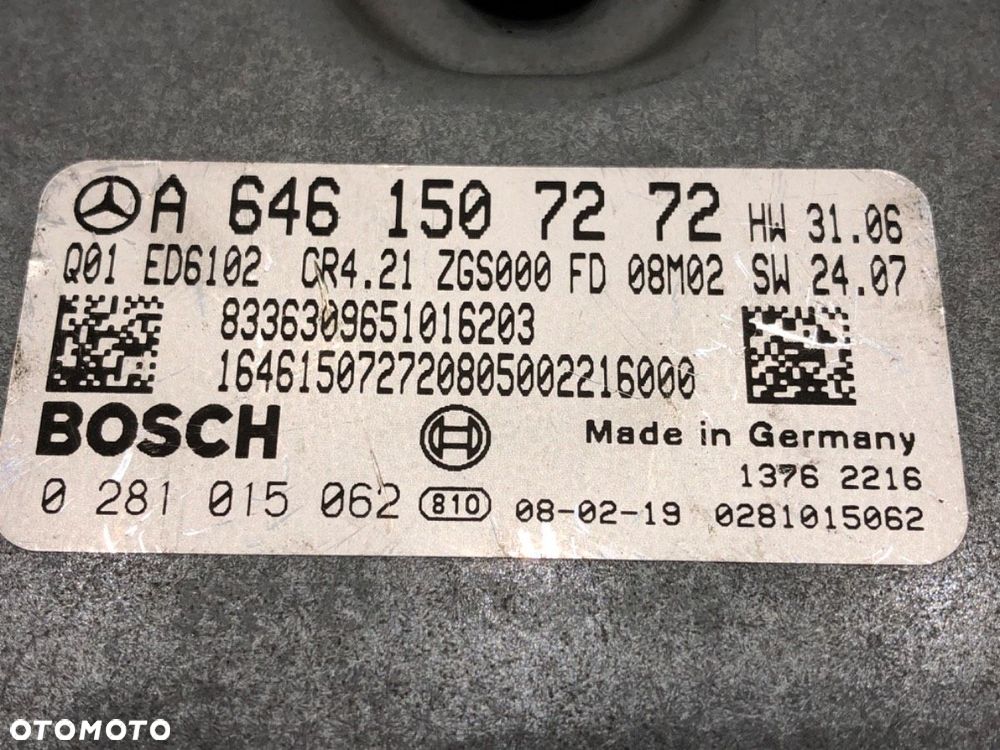 A 646 150 72 72 HW 31.06
Q01 ED6102 CR4.21 ZGS000 FD 08M02 SW 24.07
8336309651016203
164615072720805002216000
BOSCH Made in Germany
1376 2216
0 281 015 062 810 08-02-19 0281015062
OTOMOTO